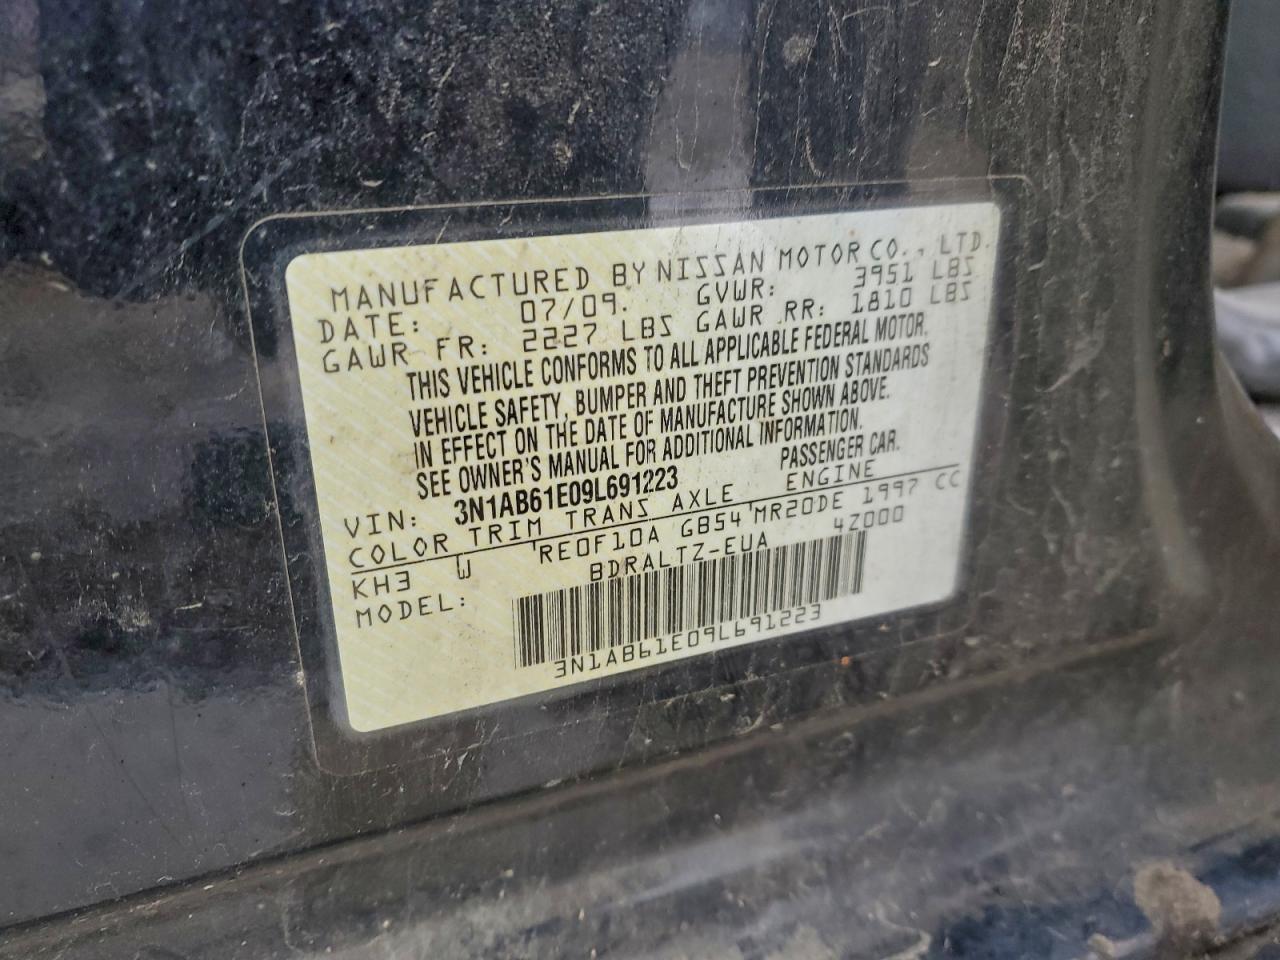 MANUFACTURED BY NISSAN MOTOR CO., LTD.
DATE: 07/09. GVWR: 3951 LBS
GAWR FR: 2227 LBS GAWR RR: 1810 LBS
THIS VEHICLE CONFORMS TO ALL APPLICABLE FEDERAL MOTOR.
VEHICLE SAFETY, BUMPER AND THEFT PREVENTION STANDARDS
IN EFFECT ON THE DATE OF MANUFACTURE SHOWN ABOVE.
SEE OWNER'S MANUAL FOR ADDITIONAL INFORMATION.
VIN: 3N1AB61E09L691223 PASSENGER CAR.
COLOR TRIM TRANS AXLE ENGINE
KH3 W RE0F10A GB54 MR20DE 1997 CC
MODEL: BDRALTZ-EUA 4Z000
3N1AB61E09L691223